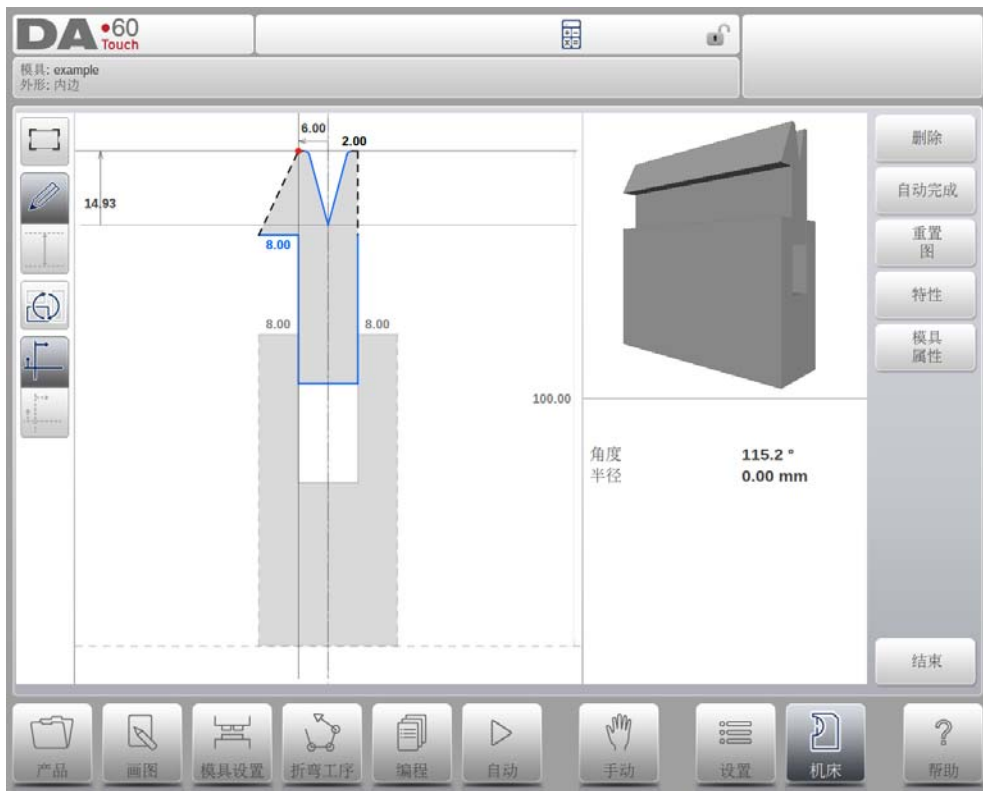 DA•60
Touch
模具: example
外形: 内边
6.00
2.00
14.93
8.00
8.00
8.00
100.00
角度 115.2 °
半径 0.00 mm
删除
自动完成
重置
图
特性
模具
属性
结束
产品
画图
模具设置
折弯工序
编程
自动
手动
设置
机床
?
帮助